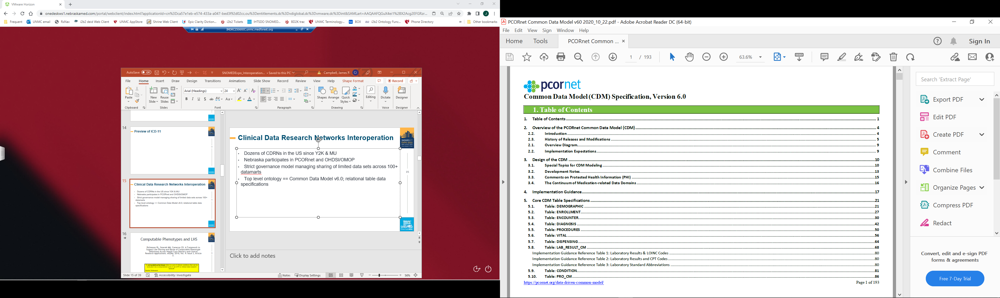 VMware Horizon
onedeskws1.nebraskamed.com/portal/webclient/index.html?applicationId=cn%3Dca57e1eb-e574-433a-a047-bed3f92d02cc,ou%3Dentitlements,dc%3Dvdiglobal,dc%3Dvmware,dc%3Dint&SAMLart=AAQAAFQGuX4ei1%2BX2Acg2EFGRzr...
J
Frequent UNMC email RxNav i2b2 deid Web Client UNMC AppStore Shrine Web Client Epic Clarity Diction... i2b2 Tickets IHTSDO SNOMED... BD2K trac UNMC Terminology... BOX i2b2 Ontology Func... Phone Directory » Other bookmarks
IMDRC25069JC.unmc.medforest.org
AutoSave Off SNOMEDExpo_Interoperation... • Saved to this PC Campbell, James R CJ
File Home Insert Draw Design Transitions Animations Slide Show Record Review View Help Shape Format Record
Arial (Headings) 24
Paste New Slide Reuse Slides Shapes Arrange Quick Styles Editing Dictate Designer
B I U S ab AV Aa A
Clipboard Slides Font Paragraph Drawing Voice Designer
14
Preview of ICD-11
15
Clinical Data Research Networks Interoperation
• Dozens of CDRNs in the US since Y2K & MU
• Nebraska participates in PCORnet and OHDSI/OMOP
• Strict governance model managing sharing of limited data sets across 100+
datamarts
• Top level ontology == Common Data Model v6.0; relational table data
specifications
16
Computable Phenotypes and LHS
Richesson RL, Smerek MM, Cameron CB. A Framework to
Support the Sharing and Reuse of Computable Phenotype
Definitions Across Health Care Delivery and Clinical
Research Applications. eGEMs: 2016; Vol. 4: Issue 3, Article
2.
Clinical Data Research Networks Interoperation
SNOMED CT
EXPO 2022
• Dozens of CDRNs in the US since Y2K & MU
• Nebraska participates in PCORnet and OHDSI/OMOP
• Strict governance model managing sharing of limited data sets across 100+
datamarts
• Top level ontology == Common Data Model v6.0; relational table data
specifications
15
Click to add notes
Slide 15 of 39 Accessibility: Investigate Notes Display Settings 56%
PCORnet Common Data Model v60 2020_10_22.pdf - Adobe Acrobat Reader DC (64-bit)
File Edit View Sign Window Help
Home Tools PCORnet Common ... × Sign In
1 / 193 63.6%
pcornet
Common Data Model (CDM) Specification, Version 6.0
1. Table of Contents
1. Table of Contents 1
2. Overview of the PCORnet Common Data Model (CDM) 4
2.2. Introduction 4
2.3. History of Releases and Modifications 5
2.1. Overview Diagram 9
2.2. Implementation Expectations 9
3. Design of the CDM 10
3.1. Special Topics for CDM Modeling 10
3.2. Development Notes 13
3.3. Comments on Protected Health Information (PHI) 15
3.4. The Continuum of Medication-related Data Domains 16
4. Implementation Guidance 17
5. Core CDM Table Specifications 21
5.1. Table: DEMOGRAPHIC 21
5.2. Table: ENROLLMENT 27
5.3. Table: ENCOUNTER 30
5.4. Table: DIAGNOSIS 42
5.5. Table: PROCEDURES 50
5.6. Table: VITAL 56
5.7. Table: DISPENSING 64
5.8. Table: LAB_RESULT_CM 68
Implementation Guidance Reference Table 1: Laboratory Results & LOINC Codes 80
Implementation Guidance Reference Table 2: Laboratory Results and CPT Codes 80
Implementation Guidance Reference Table 3: Laboratory Standard Abbreviations 80
5.9. Table: CONDITION 81
5.10. Table: PRO_CM 86
https://pcornet.org/data-driven-common-model/ Page 1 of 193
Search 'Extract Page'
Export PDF
Edit PDF
Create PDF
Comment
Combine Files
Organize Pages
Compress PDF
Redact
Convert, edit and e-sign PDF
forms & agreements
Free 7-Day Trial